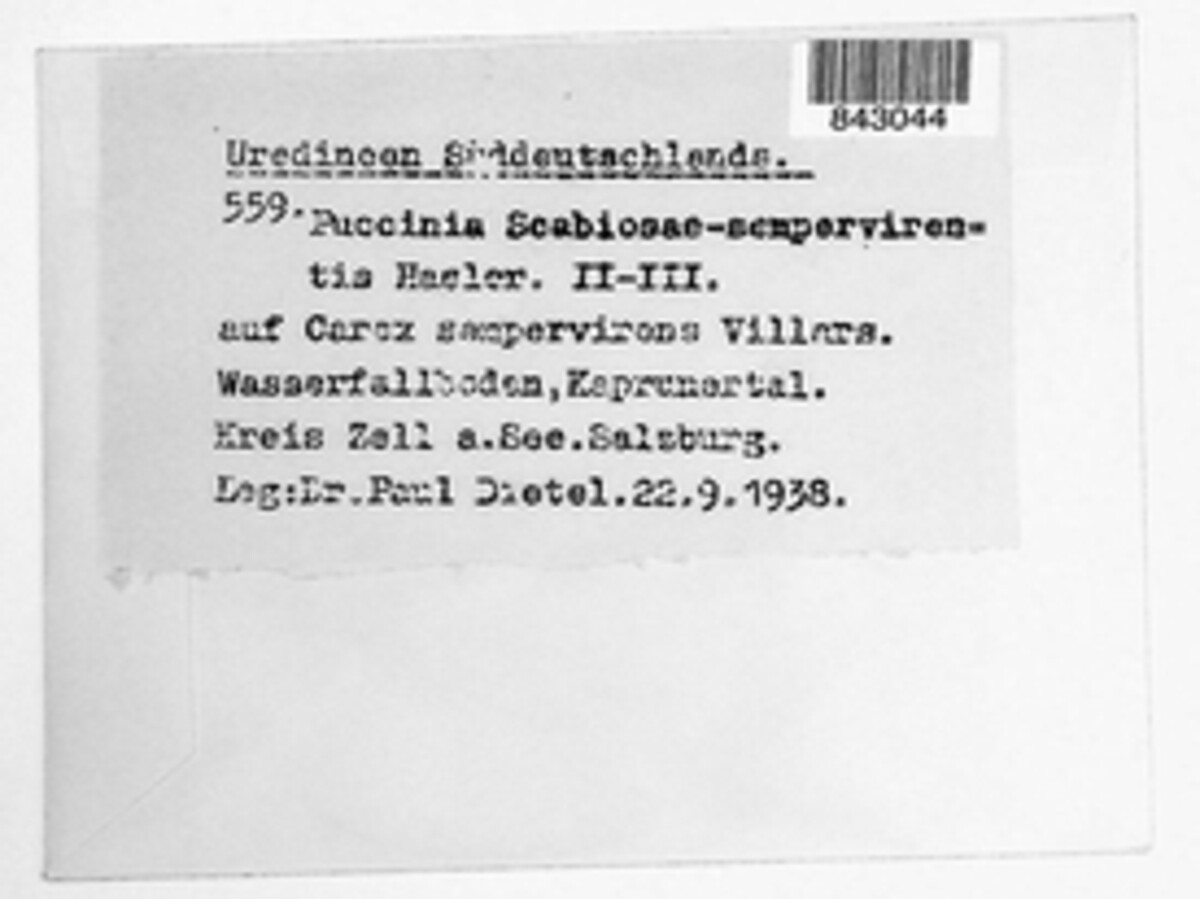 843044
Uredineen Süddeutschlands.
559. Puccinia Scabiosae-semperviren=
tis Hasler. II-III.
auf Carex sempervirens Villars.
Wasserfallboden,Kaprunertal.
Kreis Zell a.See.Salzburg.
Leg:Dr.Paul Dietel.22.9.1938.